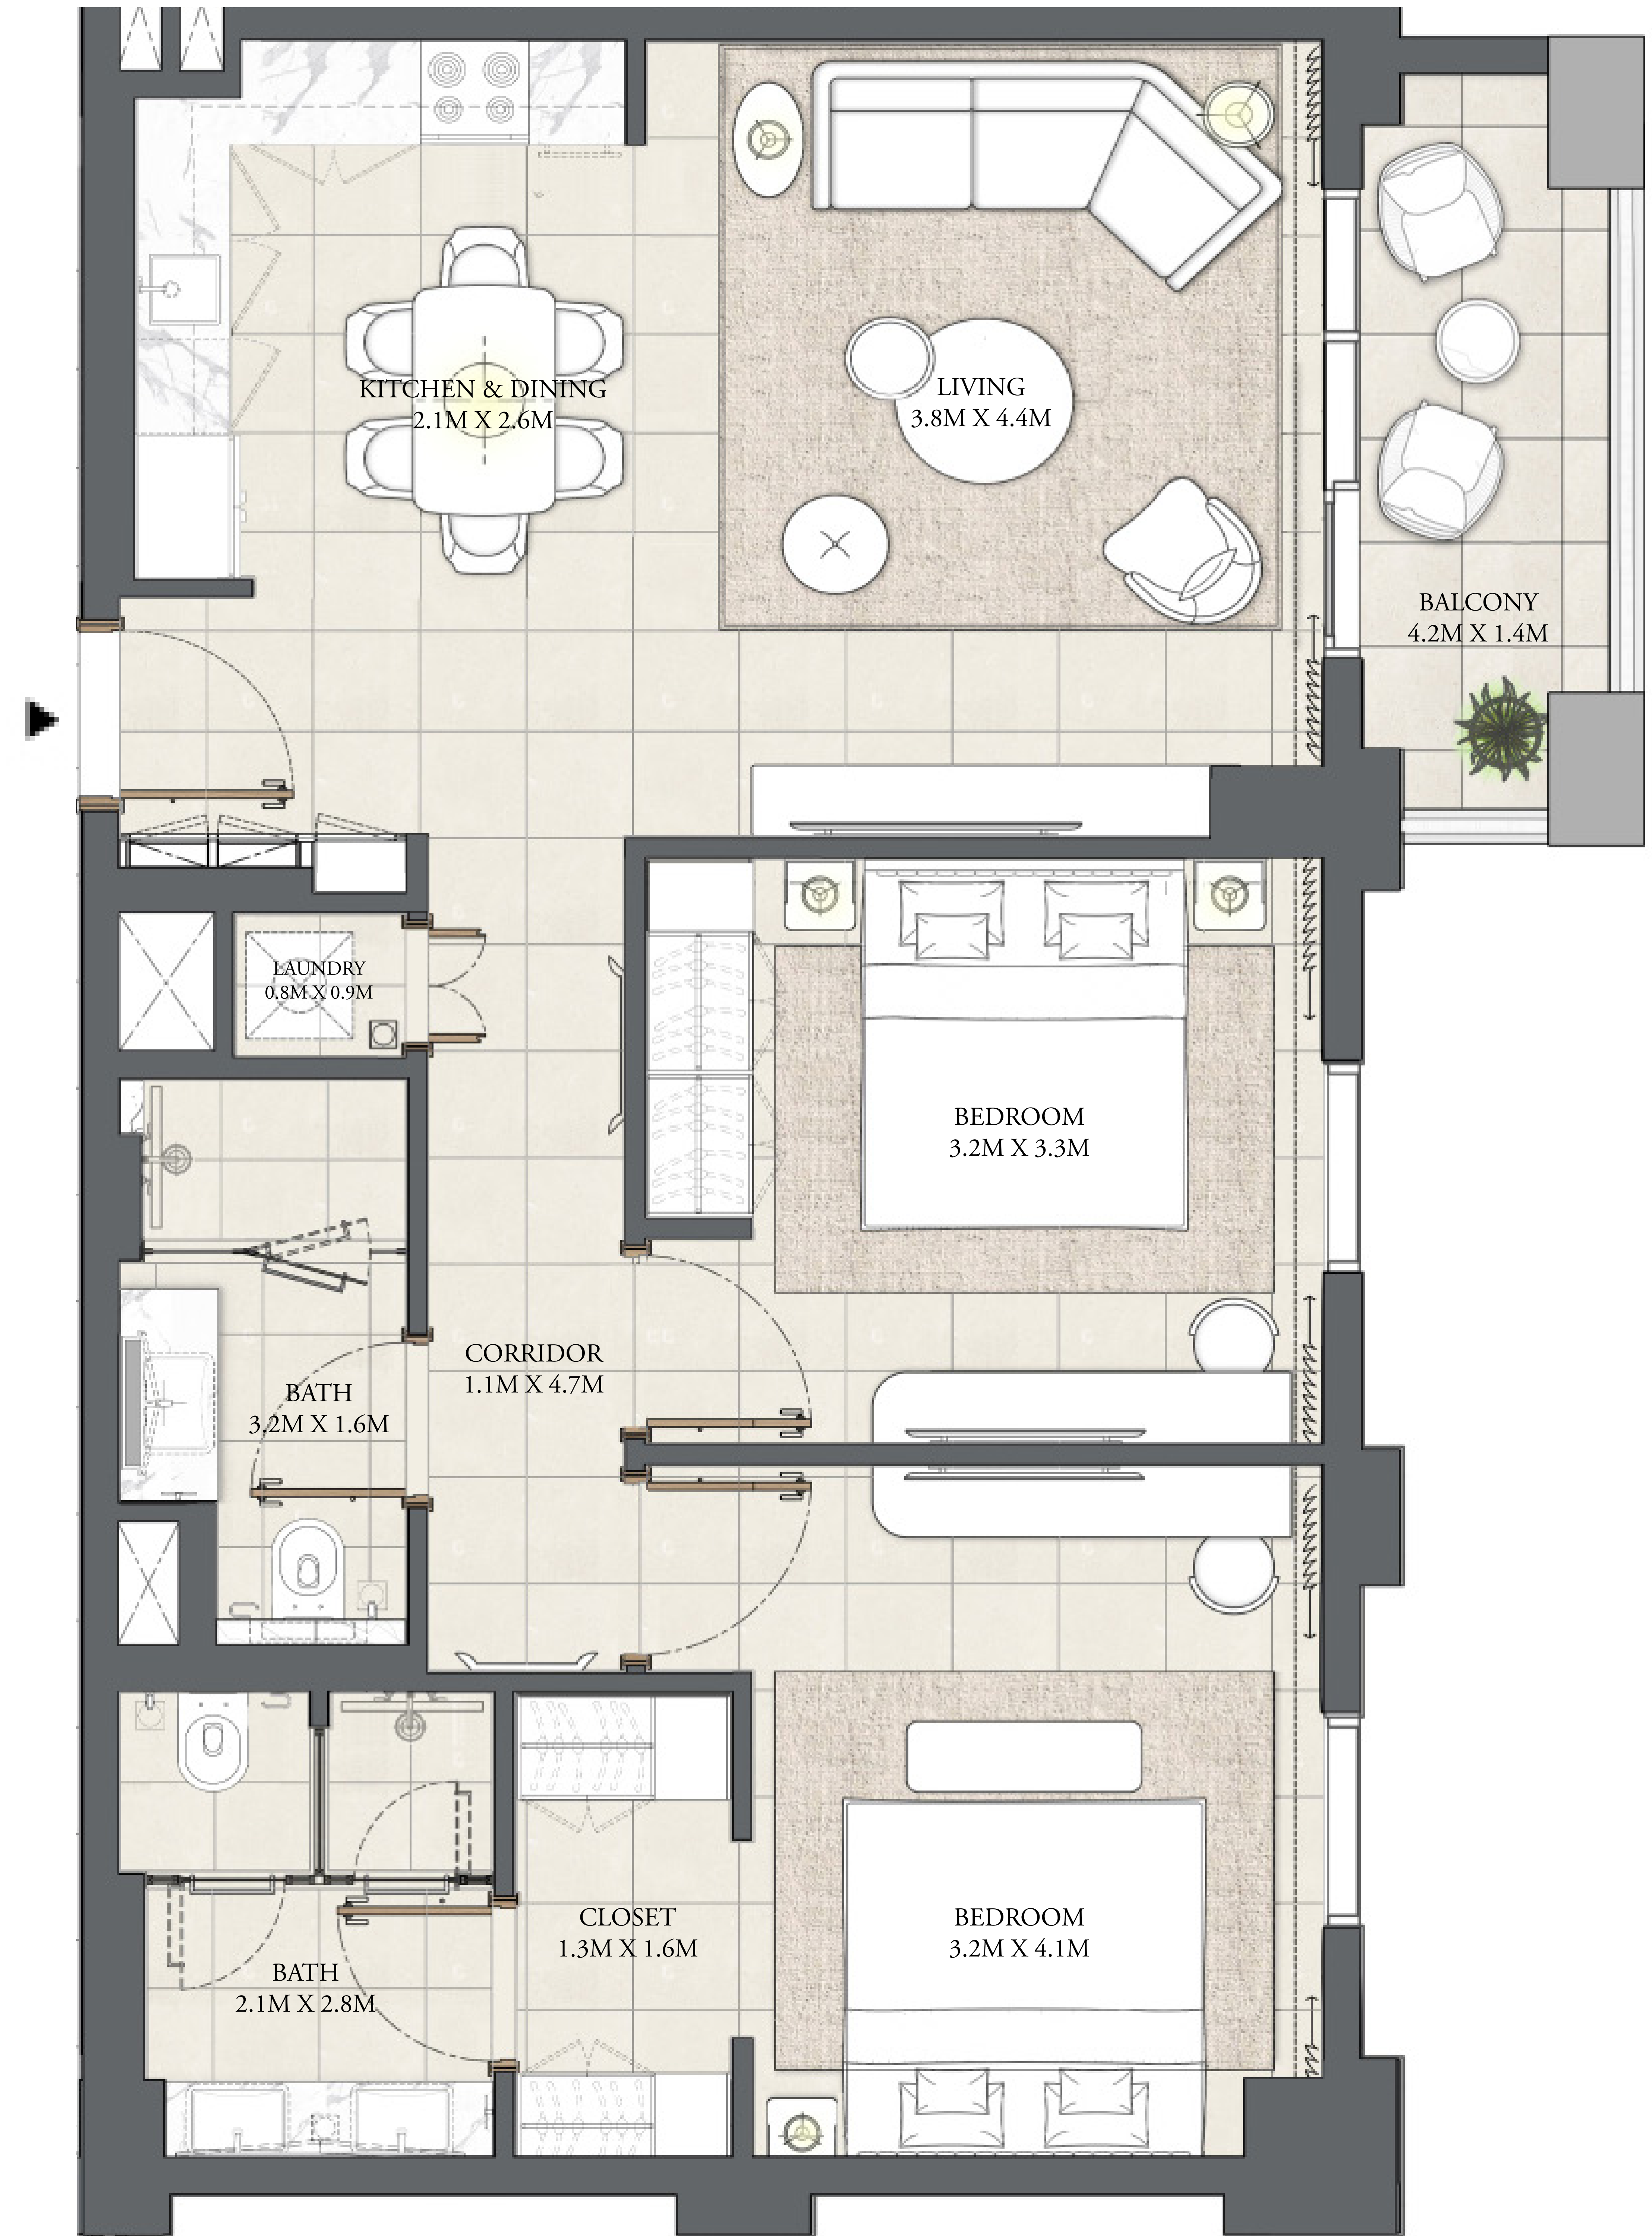 KITCHEN & DINING
2.1M X 2.6M
LIVING
3.8M X 4.4M
BALCONY
4.2M X 1.4M
LAUNDRY
0.8M X 0.9M
BEDROOM
3.2M X 3.3M
CORRIDOR
1.1M X 4.7M
BATH
3.2M X 1.6M
CLOSET
1.3M X 1.6M
BEDROOM
3.2M X 4.1M
BATH
2.1M X 2.8M